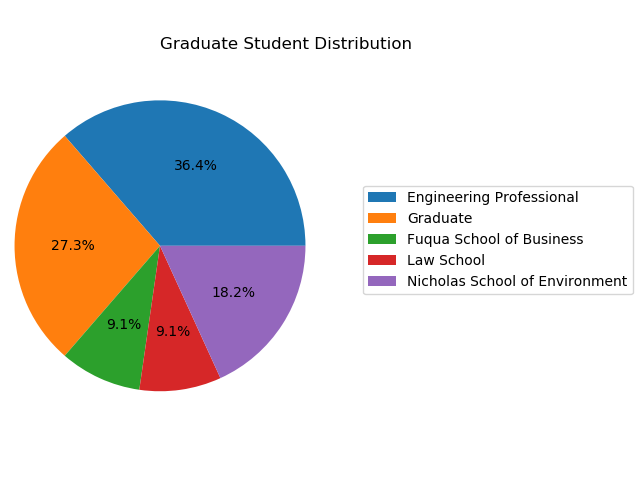 Graduate Student Distribution
36.4%
27.3%
9.1%
9.1%
18.2%
Engineering Professional
Graduate
Fuqua School of Business
Law School
Nicholas School of Environment